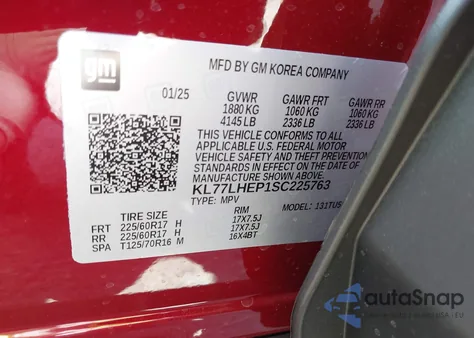 gm
MFD BY GM KOREA COMPANY
01/25 GVWR GAWR FRT GAWR RR
1880 KG 1060 KG 1060 KG
4145 LB 2336 LB 2336 LB
THIS VEHICLE CONFORMS TO ALL
APPLICABLE U.S. FEDERAL MOTOR
VEHICLE SAFETY AND THEFT PREVENTION
STANDARDS IN EFFECT ON THE DATE OF
MANUFACTURE SHOWN ABOVE.
KL77LHEP1SC225763
TYPE: MPV MODEL: 131TU5
TIRE SIZE RIM
FRT 225/60R17 H 17X7.5J
RR 225/60R17 H 17X7.5J
SPA T125/70R16 M 16X4BT
autaSnap